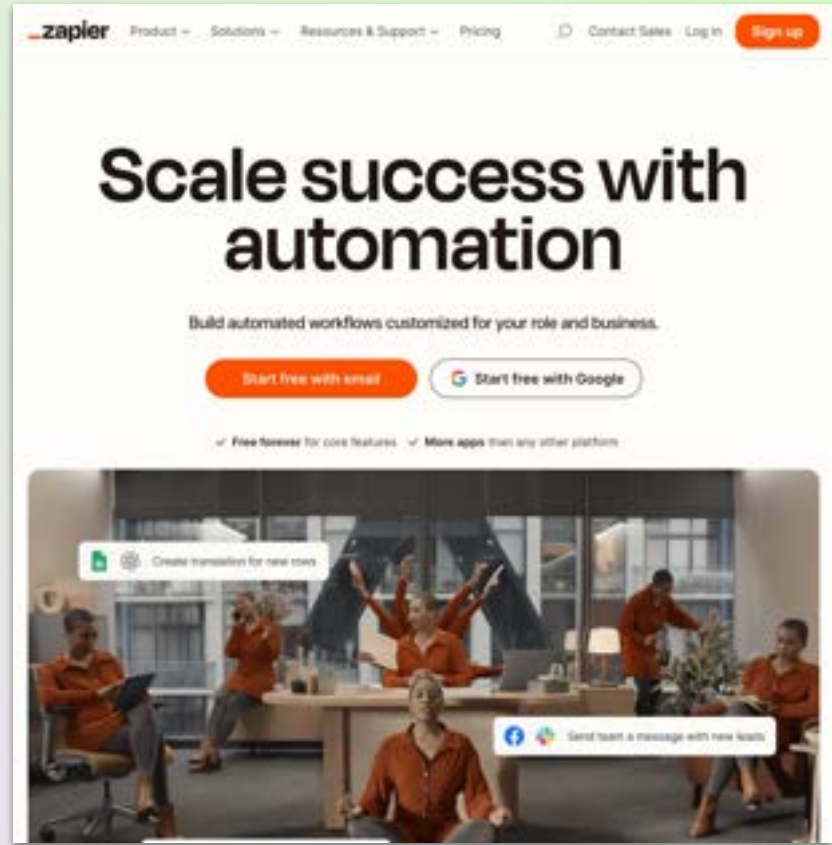 _zapier Product Solutions Resources & Support Pricing Contact Sales Log in Sign up
Scale success with
automation
Build automated workflows customized for your role and business.
Start free with email G Start free with Google
✓ Free forever for core features ✓ More apps than any other platform
Create translation for new rows
Send team a message with new leads